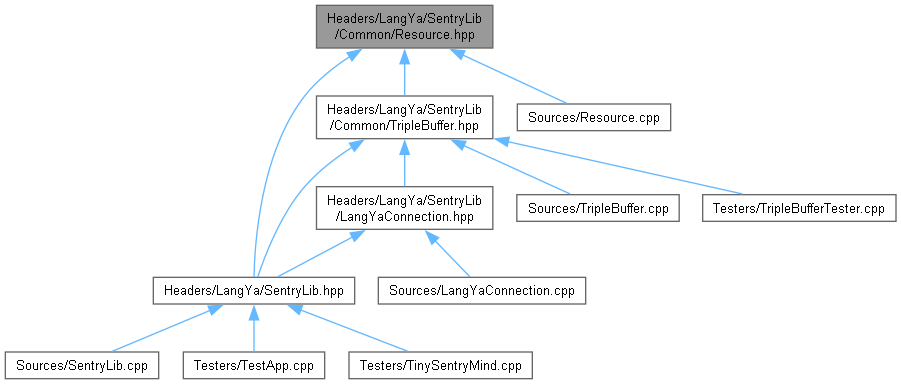 Headers/LangYa/SentryLib
/Common/Resource.hpp
Headers/LangYa/SentryLib
/Common/TripleBuffer.hpp
Sources/Resource.cpp
Headers/LangYa/SentryLib
/LangYaConnection.hpp
Sources/TripleBuffer.cpp
Testers/TripleBufferTester.cpp
Headers/LangYa/SentryLib.hpp
Sources/LangYaConnection.cpp
Sources/SentryLib.cpp
Testers/TestApp.cpp
Testers/TinySentryMind.cpp